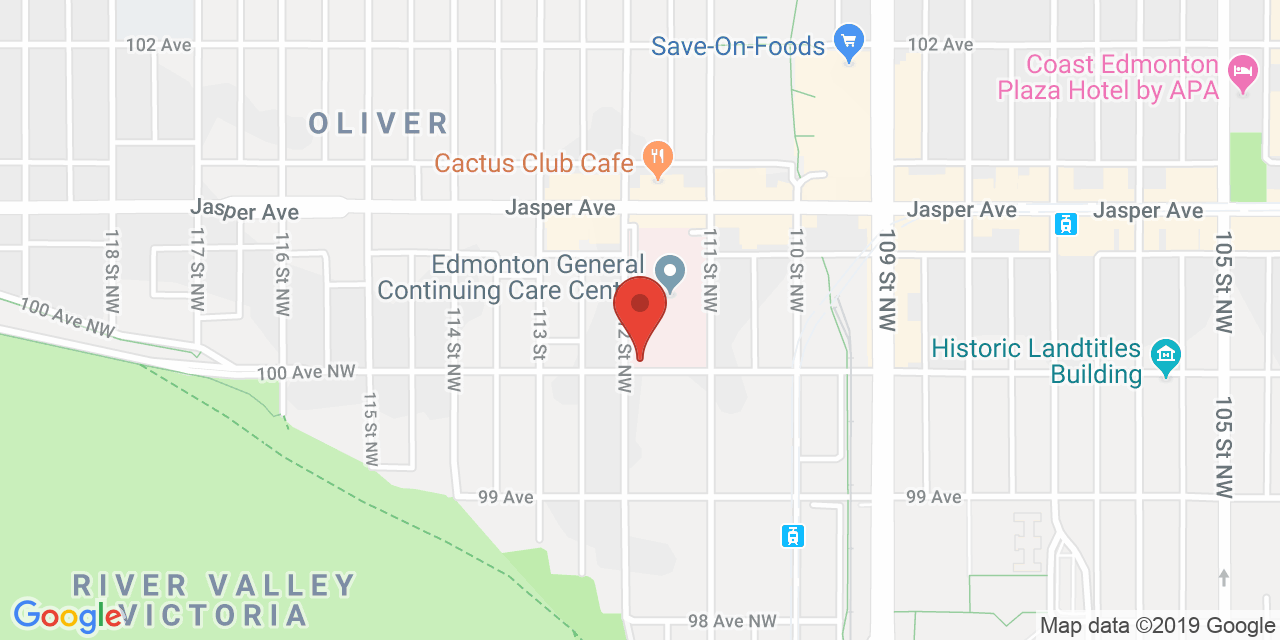 102 Ave
Save-On-Foods
102 Ave
Coast Edmonton
Plaza Hotel by APA
OLIVER
Cactus Club Cafe
Jasper Ave
Jasper Ave
Jasper Ave
Jasper Ave
118 St NW
117 St NW
116 St NW
111 St NW
110 St NW
109 St NW
105 St NW
Edmonton General
Continuing Care
100 Ave NW
114 St NW
113 St
St NW
Historic Landtitles
Building
100 Ave NW
115 St NW
105 St NW
99 Ave
99 Ave
RIVER VALLEY
VICTORIA
Google
98 Ave NW
Map data ©2019 Google